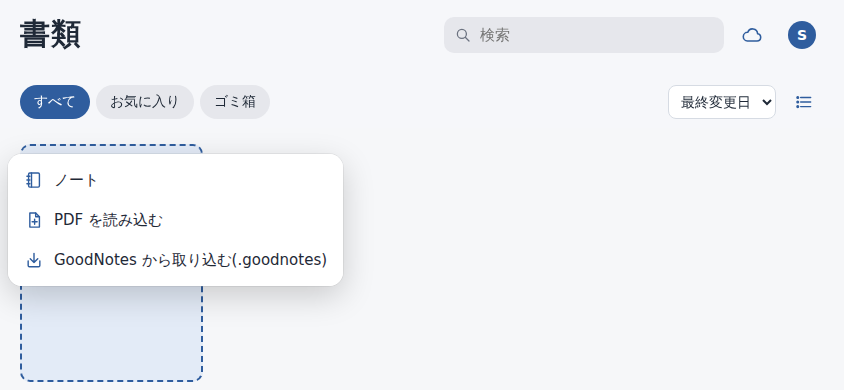 書類
検索
S
すべて
お気に入り
ゴミ箱
最終変更日
ノート
PDF を読み込む
GoodNotes から取り込む(.goodnotes)